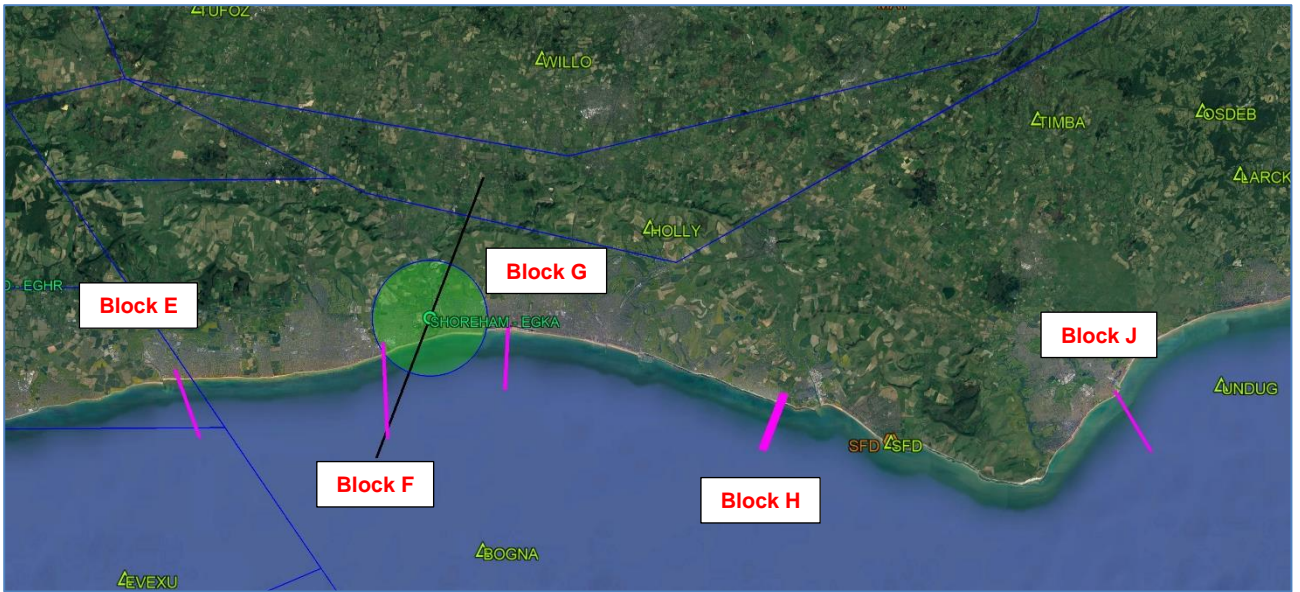 TUFOZ
WILLO
TIMBA
OSDEB
LARCK
HOLLY
Block G
- EGHR
Block E
SHOREHAM - EGKA
Block J
UNDUG
SFD SFD
Block F
Block H
BOGNA
EVEXU